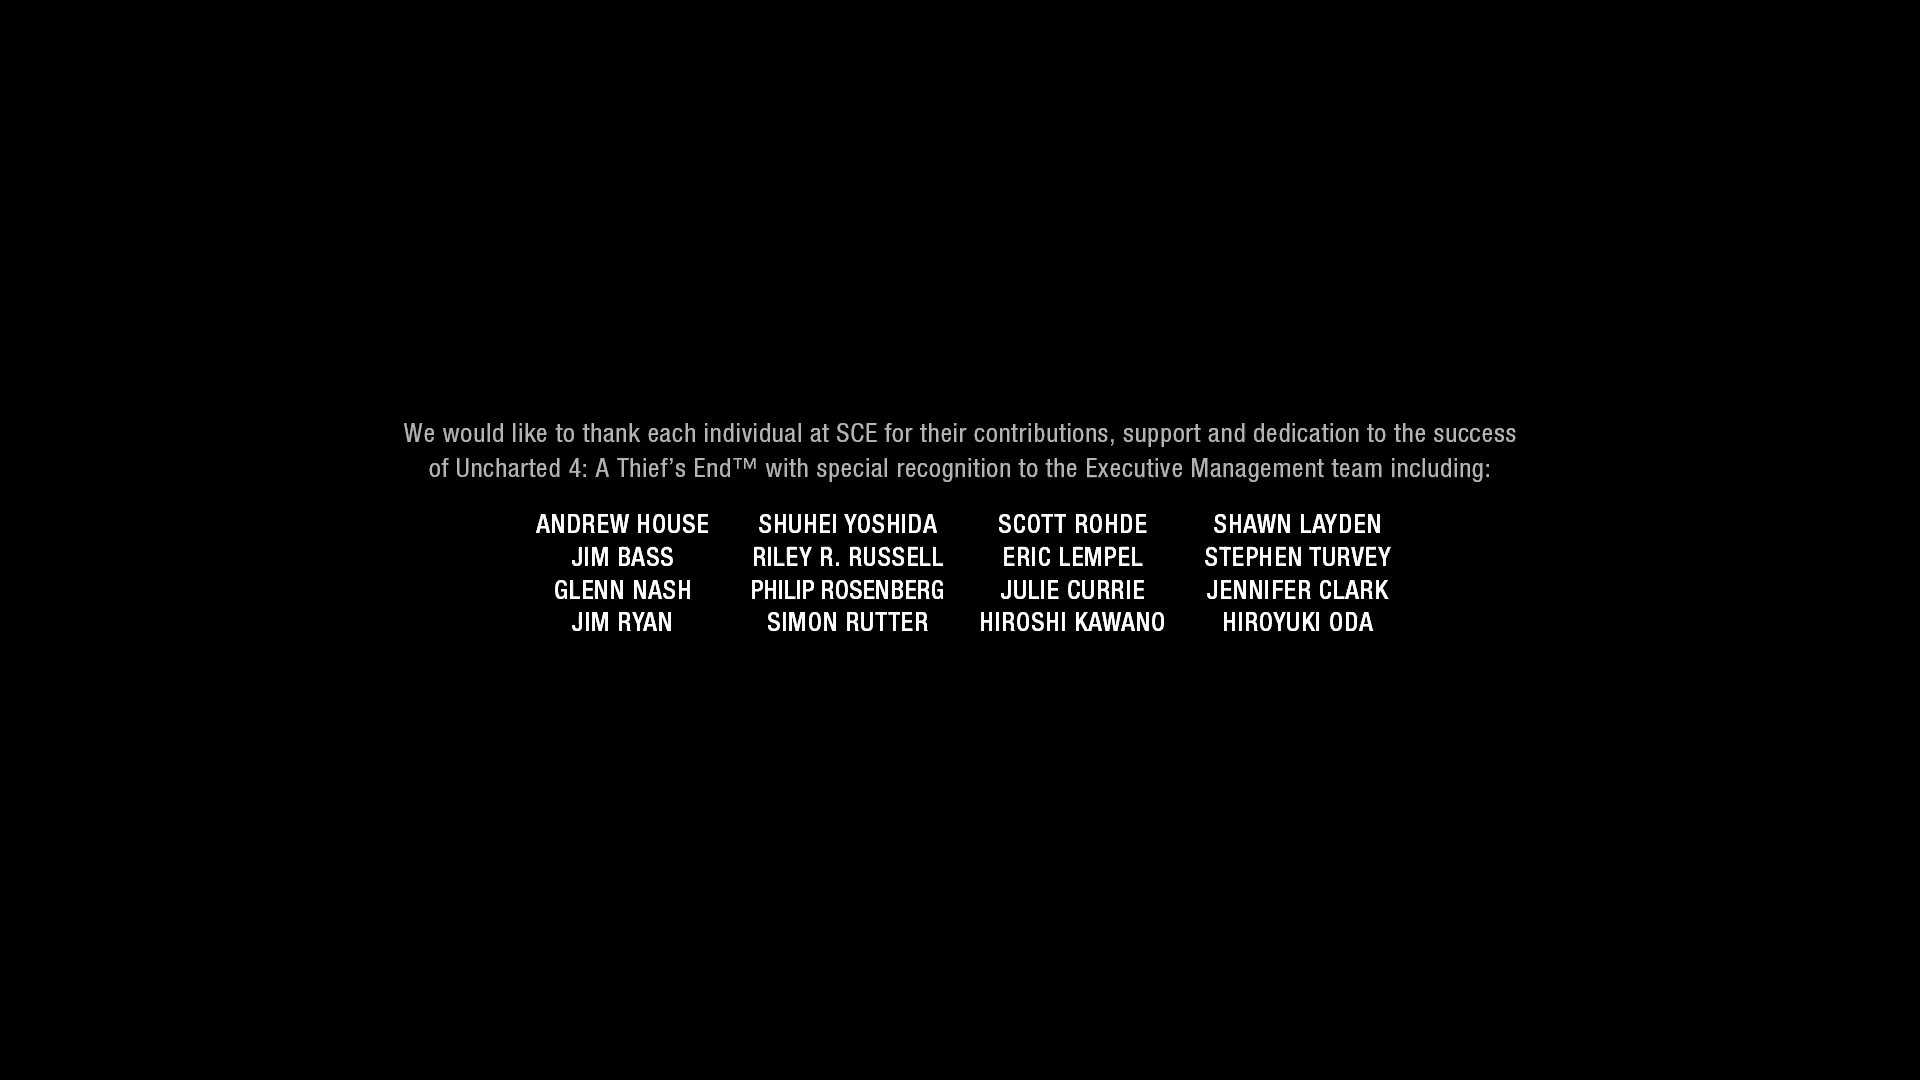 We would like to thank each individual at SCE for their contributions, support and dedication to the success
of Uncharted 4: A Thief’s End™ with special recognition to the Executive Management team including:
ANDREW HOUSE SHUHEI YOSHIDA SCOTT ROHDE SHAWN LAYDEN
JIM BASS RILEY R. RUSSELL ERIC LEMPEL STEPHEN TURVEY
GLENN NASH PHILIP ROSENBERG JULIE CURRIE JENNIFER CLARK
JIM RYAN SIMON RUTTER HIROSHI KAWANO HIROYUKI ODA